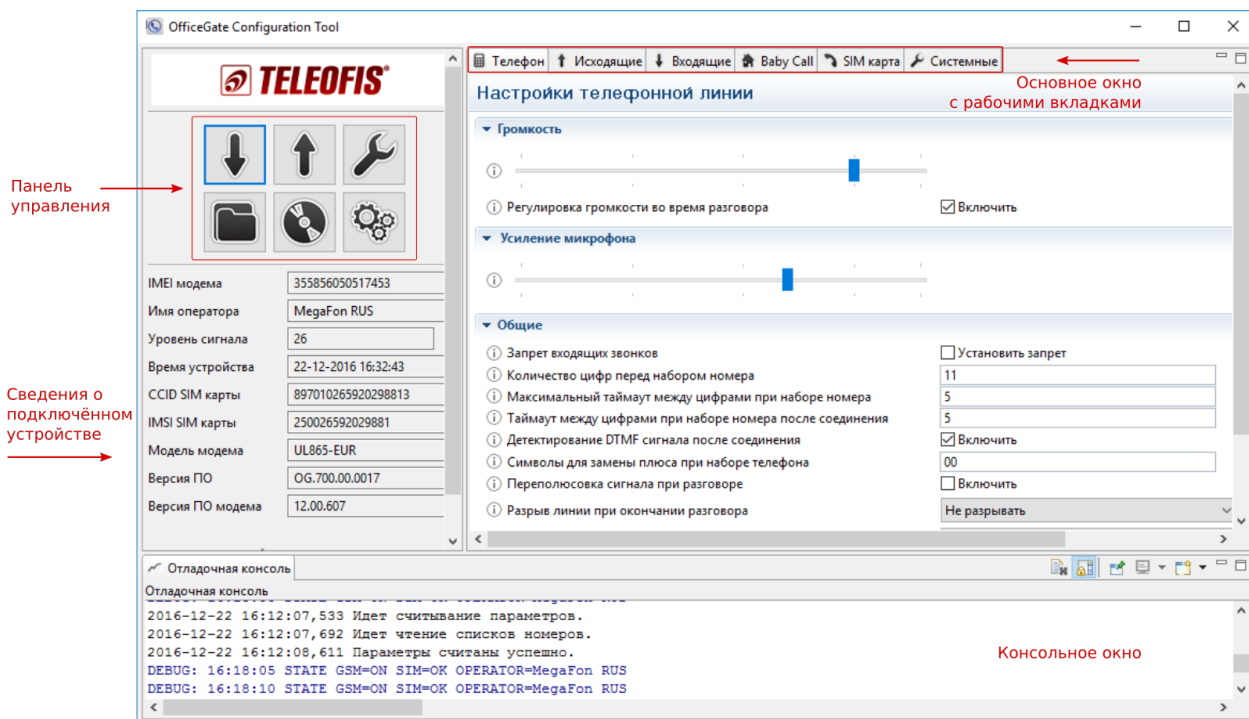 OfficeGate Configuration Tool
TELEOFIS®
Телефон Исходящие Входящие Baby Call SIM карта Системные
Основное окно
с рабочими вкладками
Панель
управления
Сведения о
подключённом
устройстве
IMEI модема 355856050517453
Имя оператора MegaFon RUS
Уровень сигнала 26
Время устройства 22-12-2016 16:32:43
CCID SIM карты 897010265920298813
IMSI SIM карты 250026592029881
Модель модема UL865-EUR
Версия ПО OG.700.00.0017
Версия ПО модема 12.00.607
Настройки телефонной линии
Громкость
Регулировка громкости во время разговора Включить
Усиление микрофона
Общие
Запрет входящих звонков Установить запрет
Количество цифр перед набором номера 11
Максимальный таймаут между цифрами при наборе номера 5
Таймаут между цифрами при наборе номера после соединения 5
Детектирование DTMF сигнала после соединения Включить
Символы для замены плюса при наборе телефона 00
Переполюсовка сигнала при разговоре Включить
Разрыв линии при окончании разговора Не разрывать
Отладочная консоль
Отладочная консоль
2016-12-22 16:12:07,533 Идет считывание параметров.
2016-12-22 16:12:07,692 Идет чтение списков номеров.
2016-12-22 16:12:08,611 Параметры считаны успешно.
DEBUG: 16:18:05 STATE GSM=ON SIM=OK OPERATOR=MegaFon RUS
DEBUG: 16:18:10 STATE GSM=ON SIM=OK OPERATOR=MegaFon RUS
Консольное окно